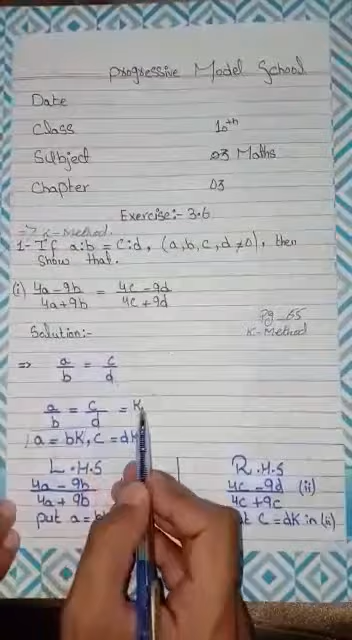 Progressive Model School
Date
Class 10th
Subject 03 Maths
Chapter 03
Exercise:- 3.6
=> K-Method.
1- If a:b = C:d, (a,b,c,d ≠0), then
Show that.
(i) 4a-9b/4a+9b = 4c-9d/4c+9d
Pg_65
Solution:- K-Method
=> a/b = c/d
a/b = c/d = K
a = bK, C = dK
L.H.S R.H.S
4a-9b/4a+9b 4c-9d/4c+9c (ii)
put a= C = dK in (ii)